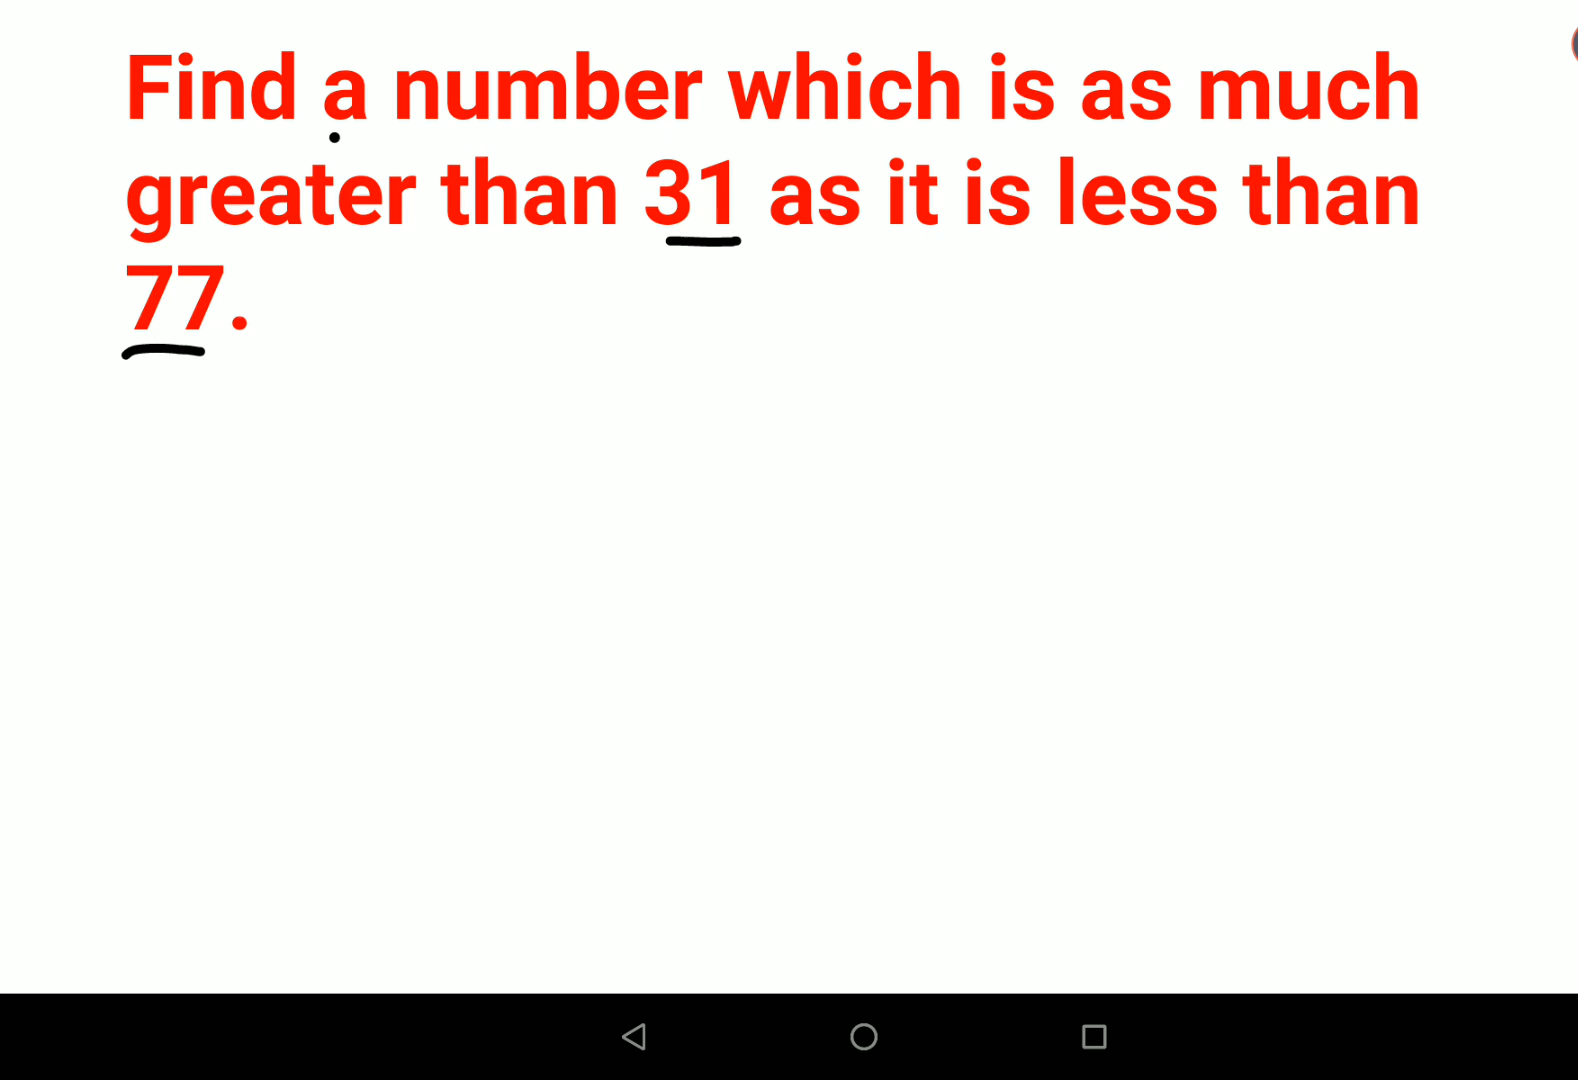 Find a number which is as much
greater than 31 as it is less than
77.